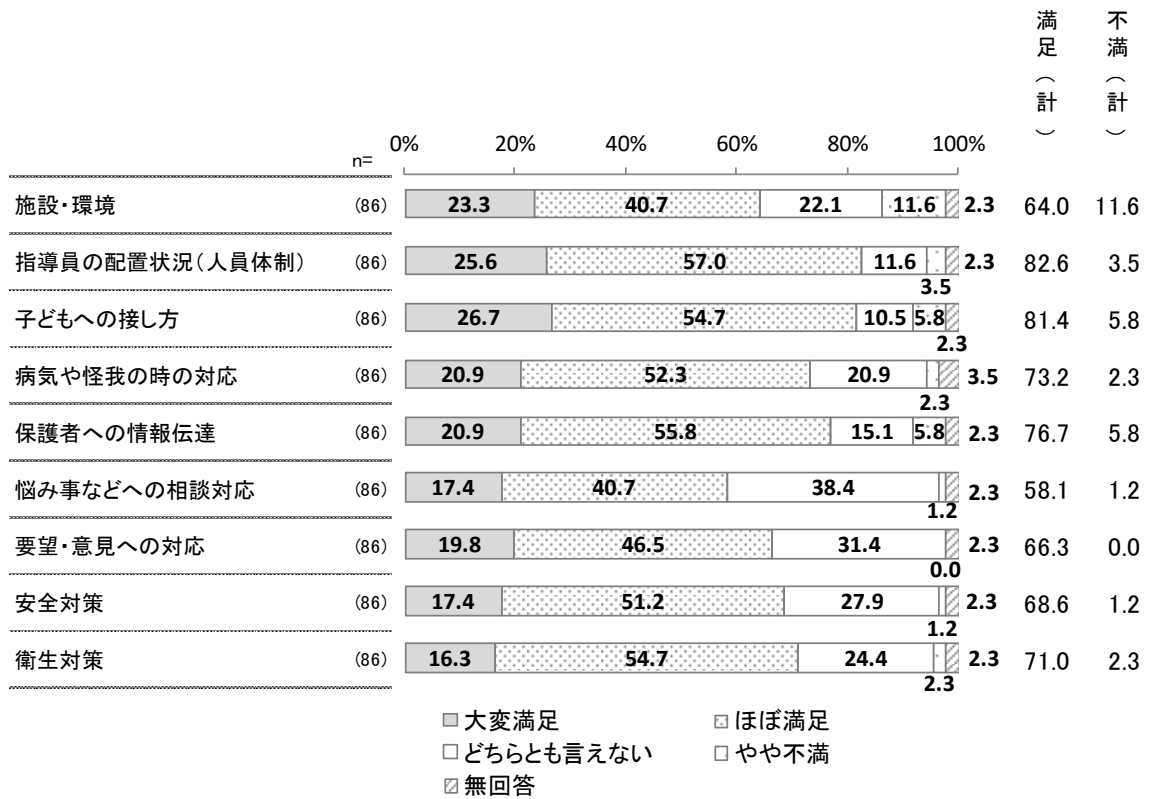 満足（計） 不満（計）
0% 20% 40% 60% 80% 100%
n=
施設・環境 (86) 23.3 40.7 22.1 11.6 2.3 64.0 11.6
指導員の配置状況（人員体制） (86) 25.6 57.0 11.6 2.3 82.6 3.5
3.5
子どもへの接し方 (86) 26.7 54.7 10.5 5.8 81.4 5.8
2.3
病気や怪我の時の対応 (86) 20.9 52.3 20.9 3.5 73.2 2.3
2.3
保護者への情報伝達 (86) 20.9 55.8 15.1 5.8 2.3 76.7 5.8
悩み事などへの相談対応 (86) 17.4 40.7 38.4 2.3 58.1 1.2
1.2
要望・意見への対応 (86) 19.8 46.5 31.4 2.3 66.3 0.0
0.0
安全対策 (86) 17.4 51.2 27.9 2.3 68.6 1.2
1.2
衛生対策 (86) 16.3 54.7 24.4 2.3 71.0 2.3
2.3
大変満足 ほぼ満足
どちらとも言えない やや不満
無回答